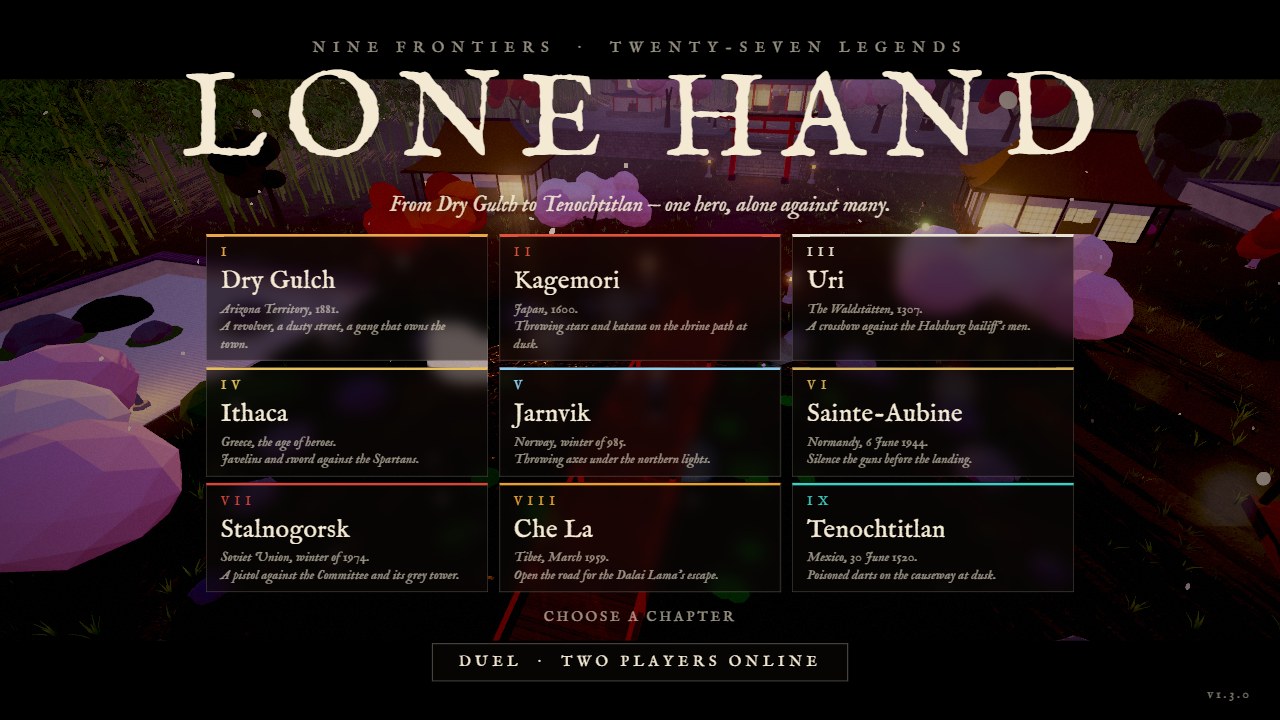 NINE FRONTIERS · TWENTY-SEVEN LEGENDS
LONE HAND
From Dry Gulch to Tenochtitlan — one hero, alone against many.
I
Dry Gulch
Arizona Territory, 1881.
A revolver, a dusty street, a gang that owns the
town.
II
Kagemori
Japan, 1600.
Throwing stars and katana on the shrine path at
dusk.
III
Uri
The Waldstätten, 1307.
A crossbow against the Habsburg bailiff's men.
IV
Ithaca
Greece, the age of heroes.
Javelins and sword against the Spartans.
V
Jarnvik
Norway, winter of 985.
Throwing axes under the northern lights.
VI
Sainte-Aubine
Normandy, 6 June 1944.
Silence the guns before the landing.
VII
Stalnogorsk
Soviet Union, winter of 1974.
A pistol against the Committee and its grey tower.
VIII
Che La
Tibet, March 1959.
Open the road for the Dalai Lama's escape.
IX
Tenochtitlan
Mexico, 30 June 1520.
Poisoned darts on the causeway at dusk.
CHOOSE A CHAPTER
DUEL · TWO PLAYERS ONLINE
v1.3.0